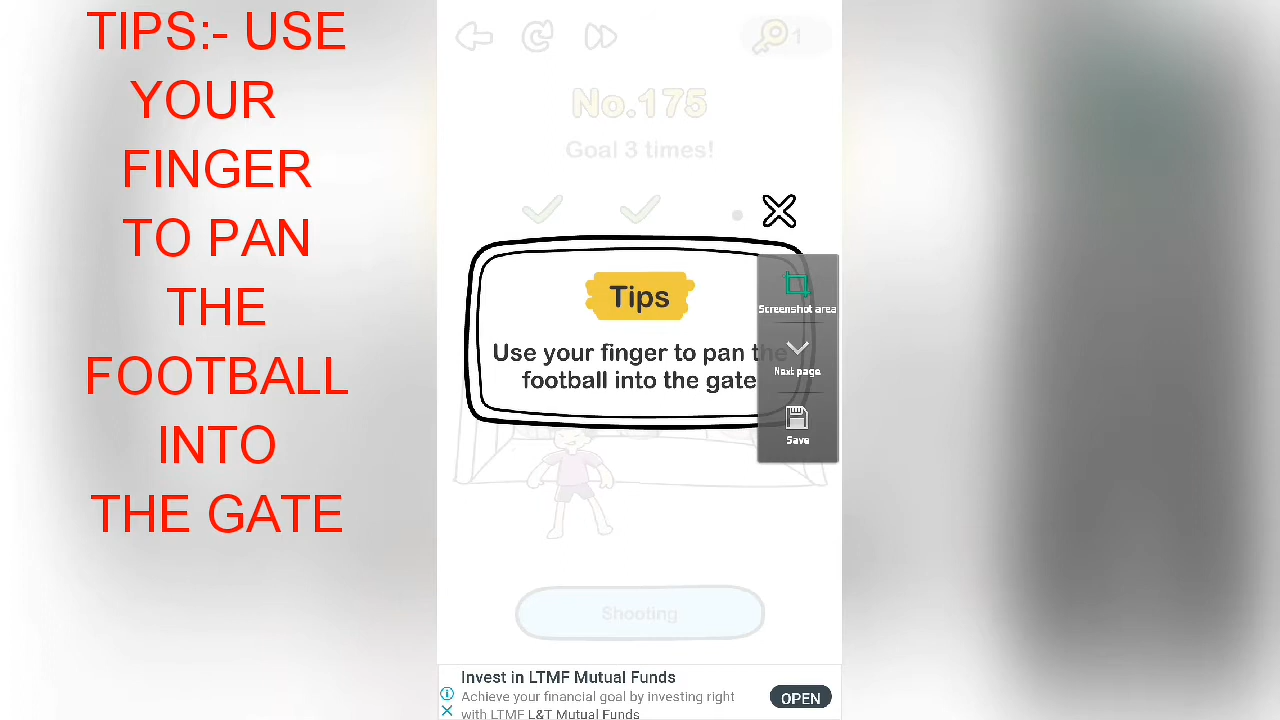 TIPS:- USE
YOUR
FINGER
TO PAN
THE
FOOTBALL
INTO
THE GATE
1
No.175
Goal 3 times!
Tips
Use your finger to pan the
football into the gate
Screenshot area
Next page
Save
Shooting
Invest in LTMF Mutual Funds
Achieve your financial goal by investing right
with LTMF L&T Mutual Funds
OPEN